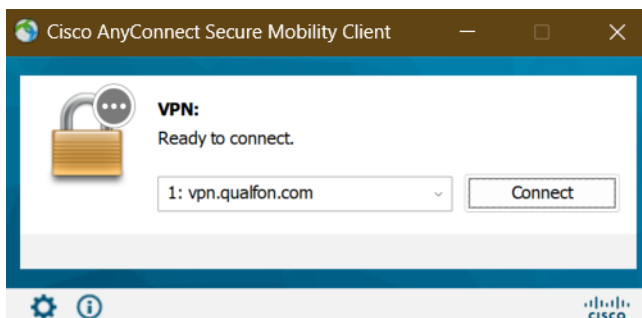 Cisco AnyConnect Secure Mobility Client
VPN:
Ready to connect.
1: vpn.qualfon.com
Connect
CISCO